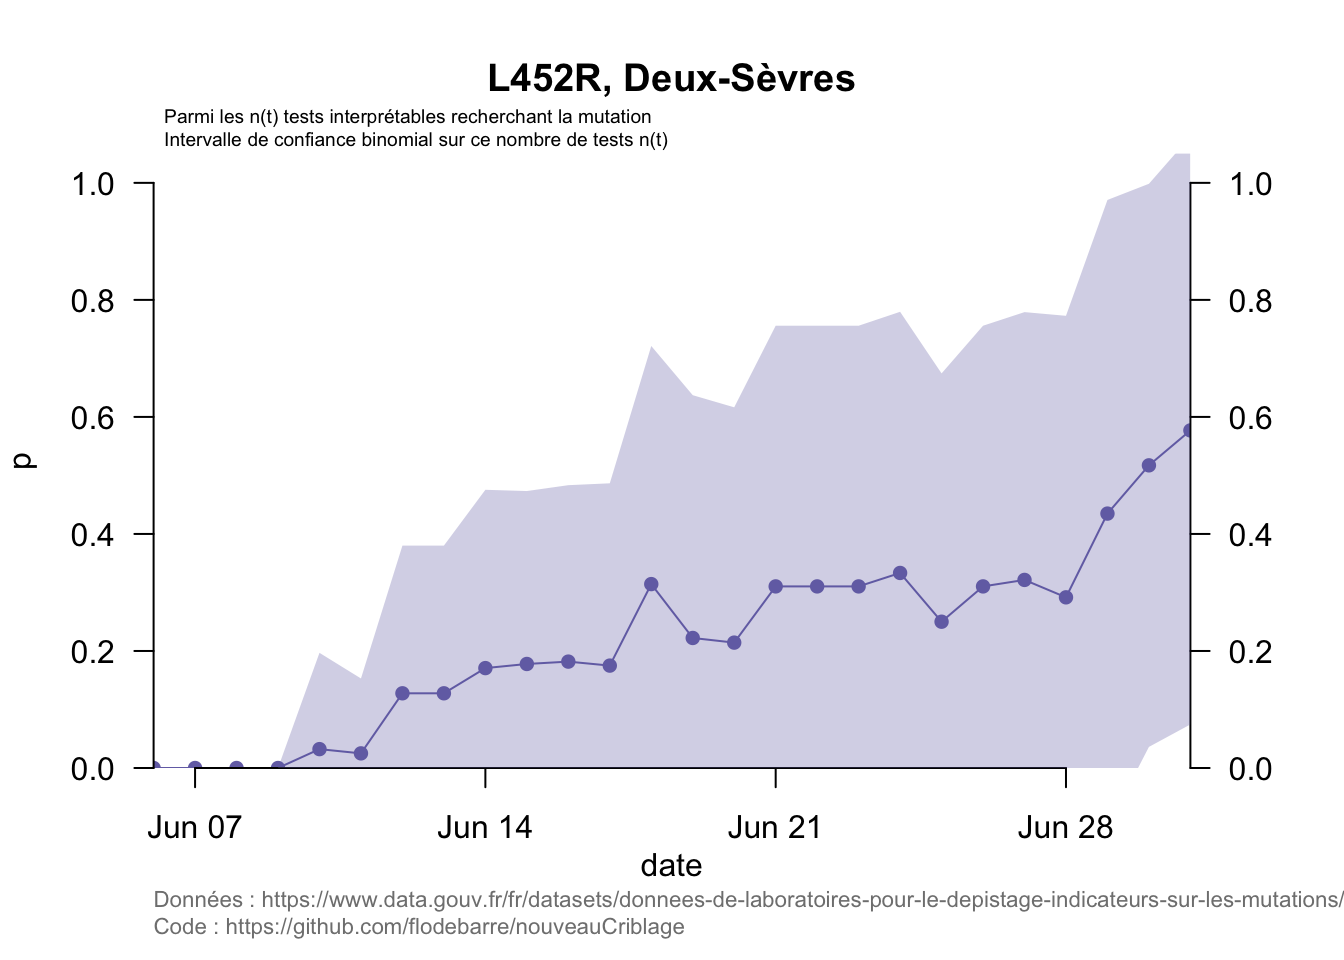 L452R, Deux-Sèvres
Parmi les n(t) tests interprétables recherchant la mutation
Intervalle de confiance binomial sur ce nombre de tests n(t)
1.0
0.8
0.6
0.4
0.2
0.0
p
1.0
0.8
0.6
0.4
0.2
0.0
Jun 07 Jun 14 Jun 21 Jun 28
date
Données : https://www.data.gouv.fr/fr/datasets/donnees-de-laboratoires-pour-le-depistage-indicateurs-sur-les-mutations/
Code : https://github.com/flodebarre/nouveauCriblage